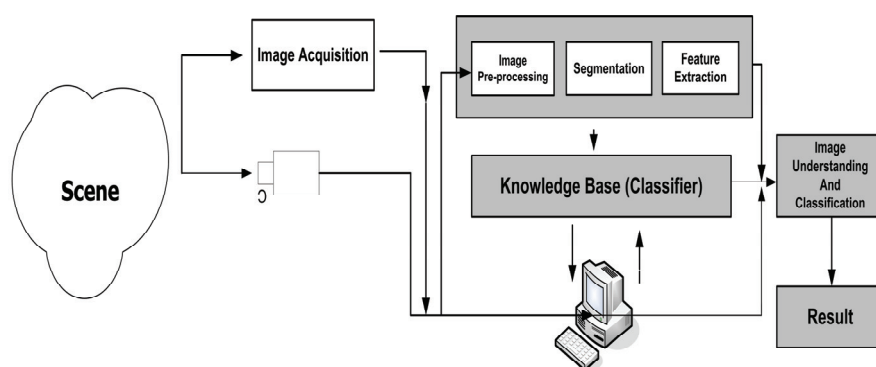 Scene
Image Acquisition
Image
Pre-processing
Segmentation
Feature
Extraction
Knowledge Base (Classifier)
Image
Understanding
And
Classification
Result